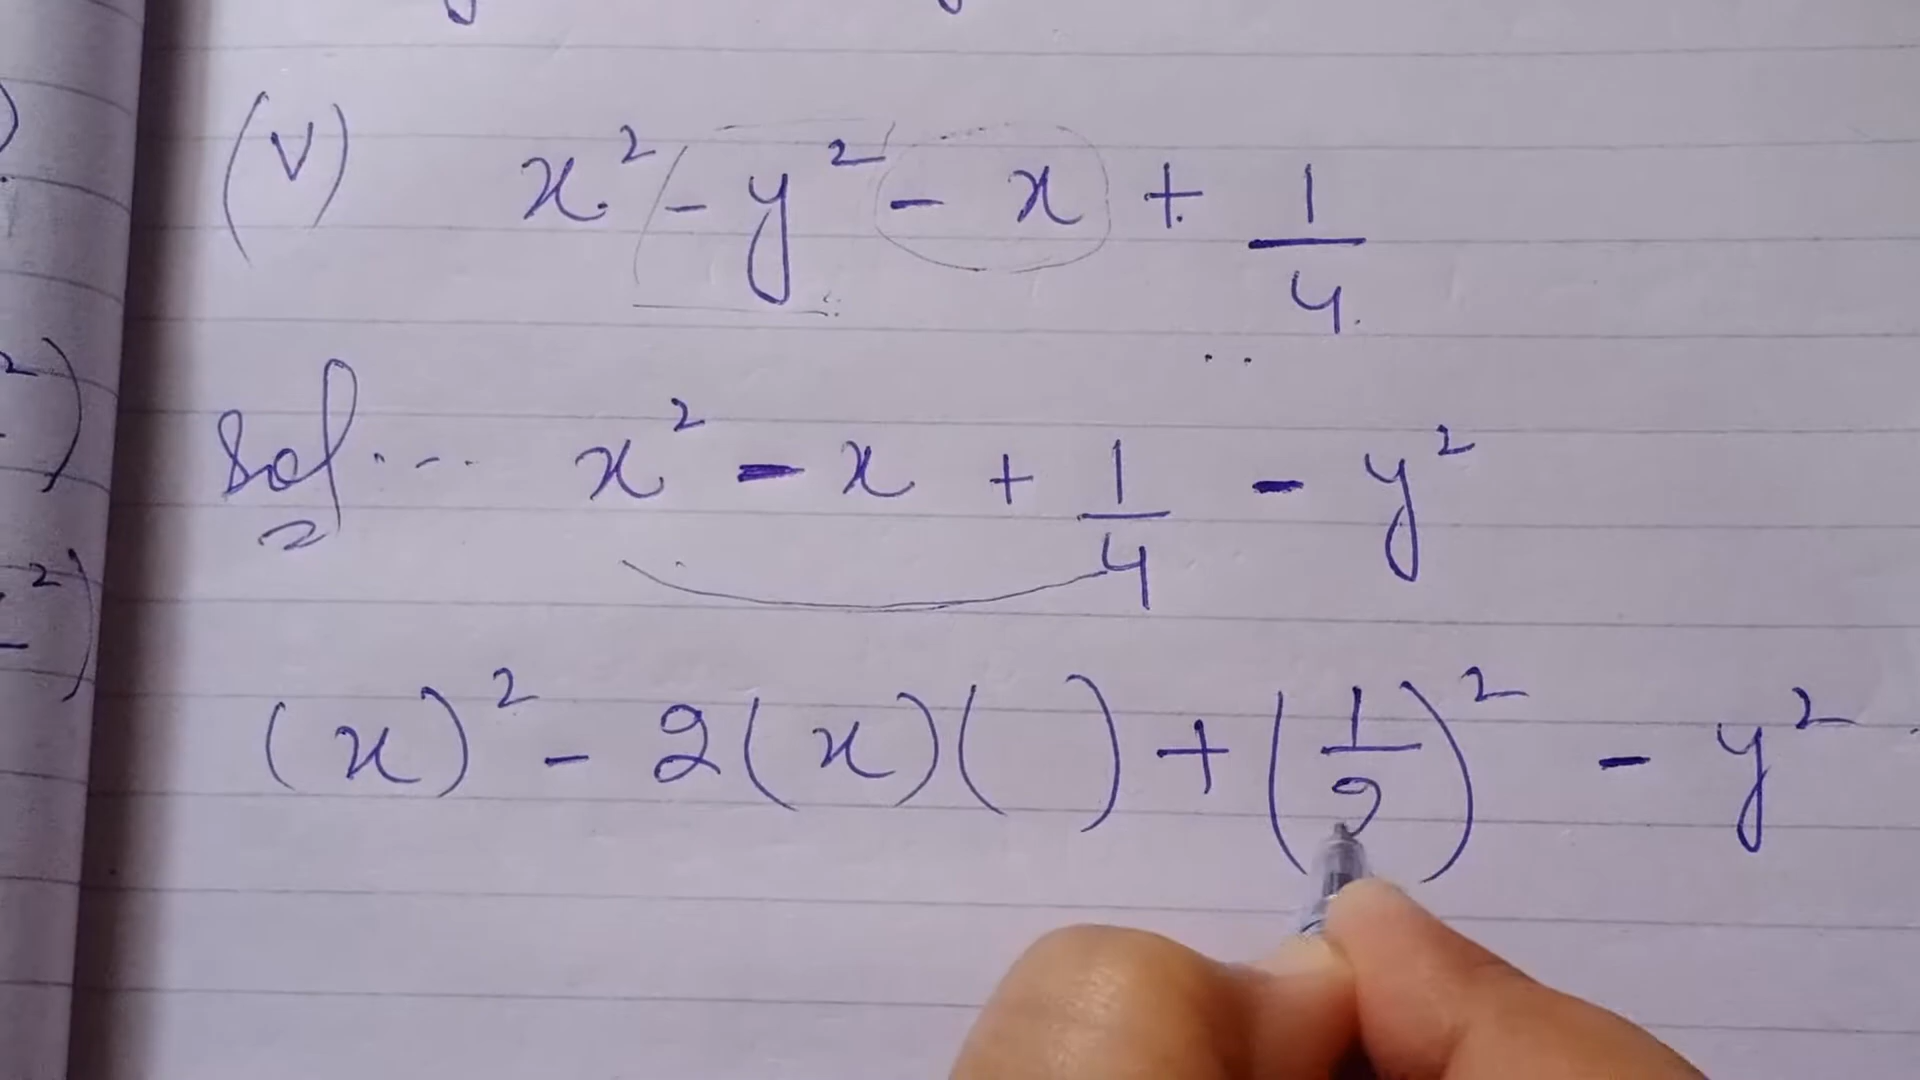 (V) x² - y² - x + 1/4
Sol... x² - x + 1/4 - y²
(x)² - 2(x)( ) + (1/2)² - y²